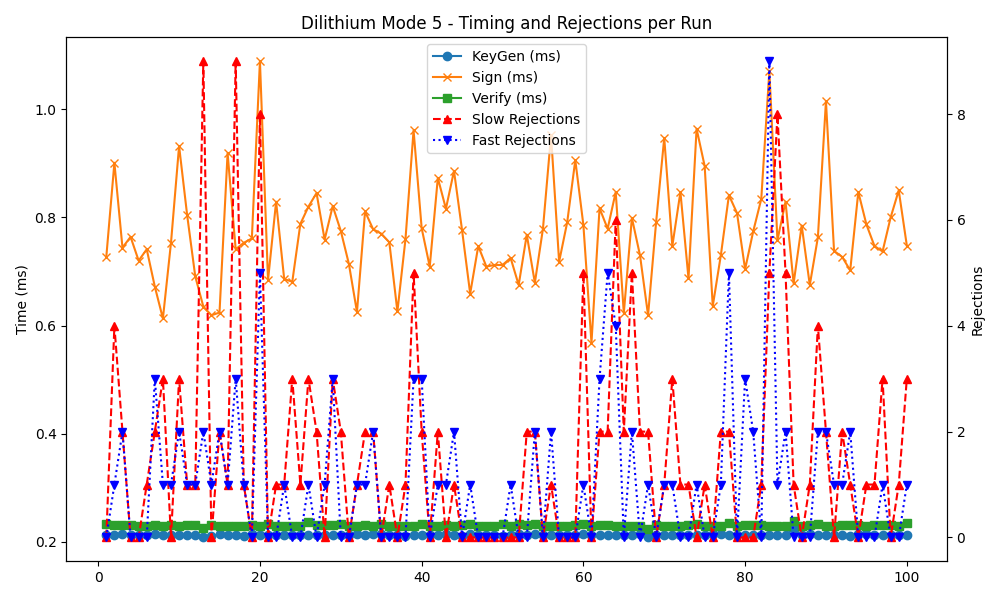 Dilithium Mode 5 - Timing and Rejections per Run
KeyGen (ms)
Sign (ms)
Verify (ms)
Slow Rejections
Fast Rejections
Time (ms)
1.0
0.8
0.6
0.4
0.2
8
6
4
2
0
Rejections
0
20
40
60
80
100